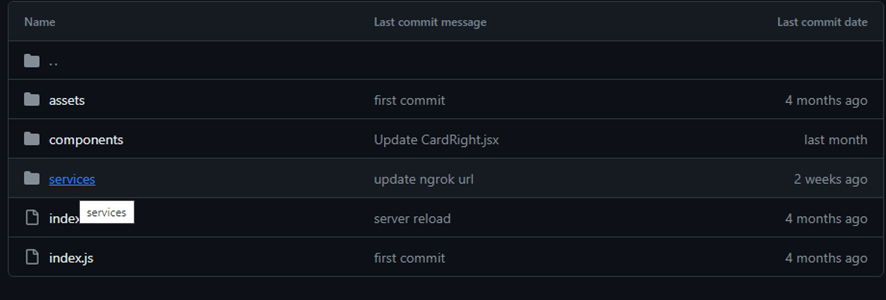 Name Last commit message Last commit date
..
assets first commit 4 months ago
components Update CardRight.jsx last month
services update ngrok url 2 weeks ago
services
index server reload 4 months ago
index.js first commit 4 months ago